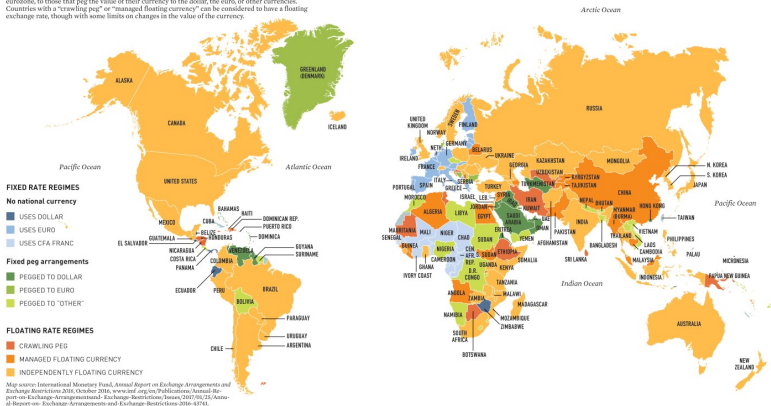 eurozone, to those that peg the value of their currency to the dollar, the euro, or other currencies.
Countries with a "crawling peg" or "managed floating currency" can be considered to have a floating
exchange rate, though with some limits on changes in the value of the currency.
Arctic Ocean
GREENLAND
(DENMARK)
ALASKA
CANADA
ICELAND
RUSSIA
UNITED
KINGDOM
SWEDEN
NORWAY
FINLAND
NETH.
GERMANY
BELARUS
IRELAND
FRANCE
UKRAINE
GEORGIA
KAZAKHSTAN
MONGOLIA
Pacific Ocean
Atlantic Ocean
UNITED STATES
ITALY
SERBIA
PORTUGAL
SPAIN
GREECE
TURKEY
UZBEKISTAN
TURKMENISTAN
KYRGYZSTAN
TAJIKISTAN
N. KOREA
S. KOREA
JAPAN
CHINA
MOROCCO
ISRAEL
LEB.
SYRIA
IRAQ
IRAN
JORDAN
KUWAIT
NEPAL
BHUTAN
HONG KONG
Pacific Ocean
FIXED RATE REGIMES
No national currency
USES DOLLAR
USES EURO
USES CFA FRANC
Fixed peg arrangements
PEGGED TO DOLLAR
PEGGED TO EURO
PEGGED TO "OTHER"
FLOATING RATE REGIMES
CRAWLING PEG
MANAGED FLOATING CURRENCY
INDEPENDENTLY FLOATING CURRENCY
MEXICO
BAHAMAS
CUBA
HAITI
DOMINICAN REP.
PUERTO RICO
BELIZE
GUATEMALA
HONDURAS
DOMINICA
EL SALVADOR
NICARAGUA
COSTA RICA
PANAMA
VENEZUELA
GUYANA
SURINAME
COLOMBIA
ECUADOR
PERU
BRAZIL
BOLIVIA
PARAGUAY
URUGUAY
ARGENTINA
CHILE
ALGERIA
LIBYA
EGYPT
SAUDI
ARABIA
UAE
OMAN
YEMEN
AFGHANISTAN
PAKISTAN
INDIA
MYANMAR
(BURMA)
TAIWAN
VIETNAM
LAOS
CAMBODIA
THAILAND
BANGLADESH
PHILIPPINES
PALAU
MICRONESIA
SRI LANKA
MALAYSIA
INDONESIA
PAPUA NEW GUINEA
MAURITANIA
SENEGAL
MALI
NIGER
CHAD
SUDAN
ERITREA
GUINEA
NIGERIA
CEN.
AFR.
REP.
S. SUDAN
ETHIOPIA
SOMALIA
CAMEROON
UGANDA
KENYA
GHANA
IVORY COAST
D.R.
CONGO
TANZANIA
Indian Ocean
ANGOLA
ZAMBIA
MALAWI
MADAGASCAR
MOZAMBIQUE
ZIMBABWE
NAMIBIA
SOUTH
AFRICA
BOTSWANA
AUSTRALIA
NEW
ZEALAND
Map source: International Monetary Fund, Annual Report on Exchange Arrangements and
Exchange Restrictions 2016, October 2016, www.imf.org/en/Publications/Annual-Re-
port-on-Exchange-Arrangementsand- Exchange-Restrictions/Issues/2017/01/25/Annu-
al-Report-on- Exchange-Arrangements-and-Exchange-Restrictions-2016-43741.